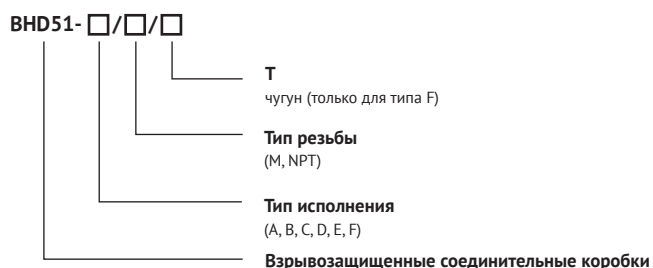 BHD51- □/□/□
Т
чугун (только для типа F)
Тип резьбы
(M, NPT)
Тип исполнения
(A, B, C, D, E, F)
Взрывозащищенные соединительные коробки